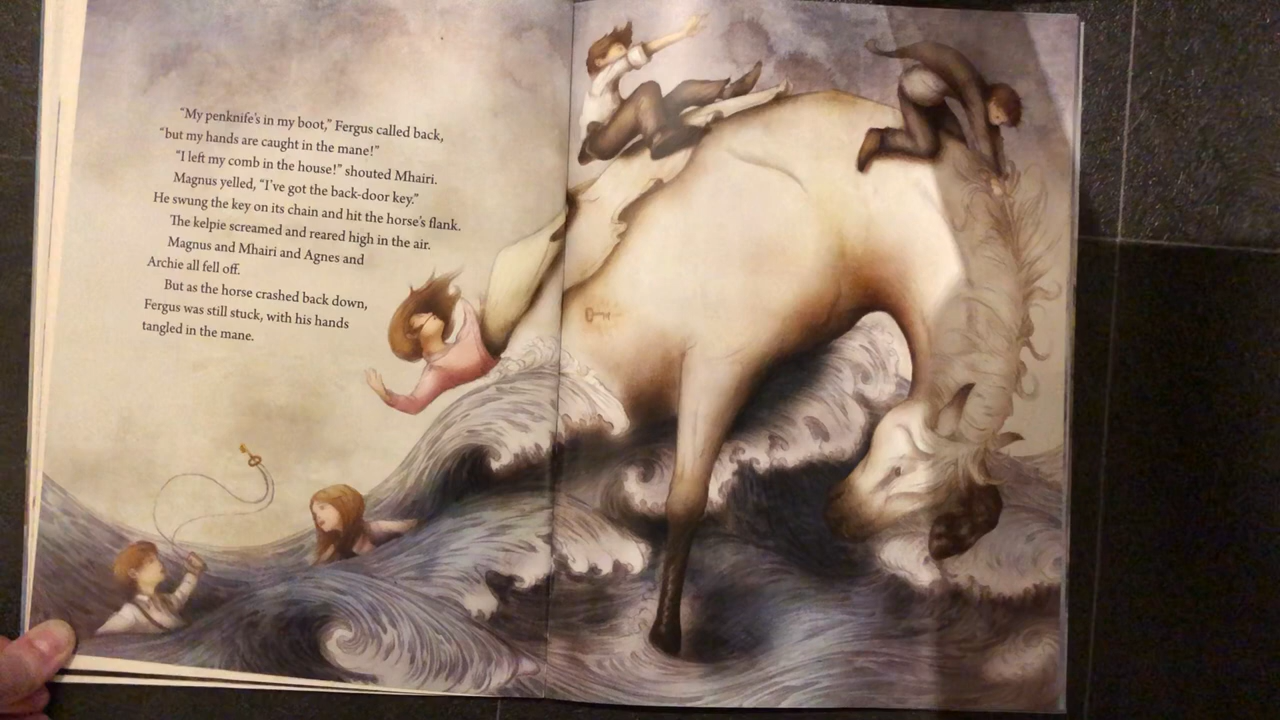 “My penknife’s in my boot,” Fergus called back,
“but my hands are caught in the mane!”
“I left my comb in the house!” shouted Mhairi.
Magnus yelled, “I’ve got the back-door key.”
He swung the key on its chain and hit the horse’s flank.
The kelpie screamed and reared high in the air.
Magnus and Mhairi and Agnes and
Archie all fell off.
But as the horse crashed back down,
Fergus was still stuck, with his hands
tangled in the mane.